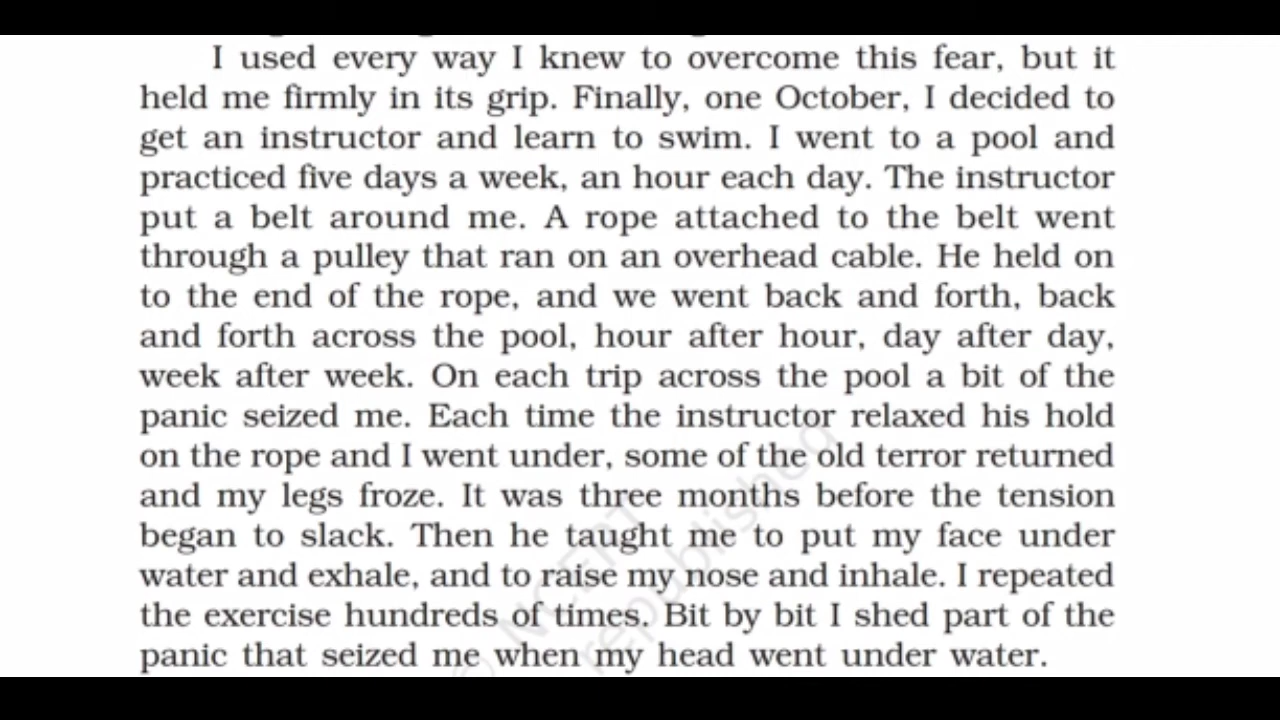 I used every way I knew to overcome this fear, but it
held me firmly in its grip. Finally, one October, I decided to
get an instructor and learn to swim. I went to a pool and
practiced five days a week, an hour each day. The instructor
put a belt around me. A rope attached to the belt went
through a pulley that ran on an overhead cable. He held on
to the end of the rope, and we went back and forth, back
and forth across the pool, hour after hour, day after day,
week after week. On each trip across the pool a bit of the
panic seized me. Each time the instructor relaxed his hold
on the rope and I went under, some of the old terror returned
and my legs froze. It was three months before the tension
began to slack. Then he taught me to put my face under
water and exhale, and to raise my nose and inhale. I repeated
the exercise hundreds of times. Bit by bit I shed part of the
panic that seized me when my head went under water.
© NCERT
republished